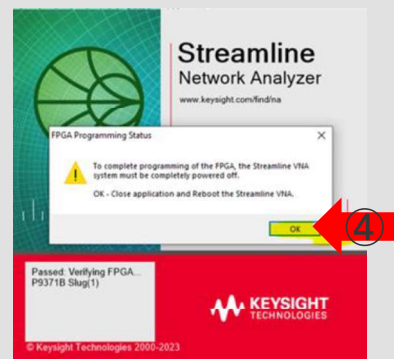 Streamline
Network Analyzer
www.keysight.com/find/na
FPGA Programming Status
To complete programming of the FPGA, the Streamline VNA
system must be completely powered off.
OK - Close application and Reboot the Streamline VNA.
OK
④
Passed: Verifying FPGA...
P9371B Slug(1)
KEYSIGHT
TECHNOLOGIES
© Keysight Technologies 2000-2023